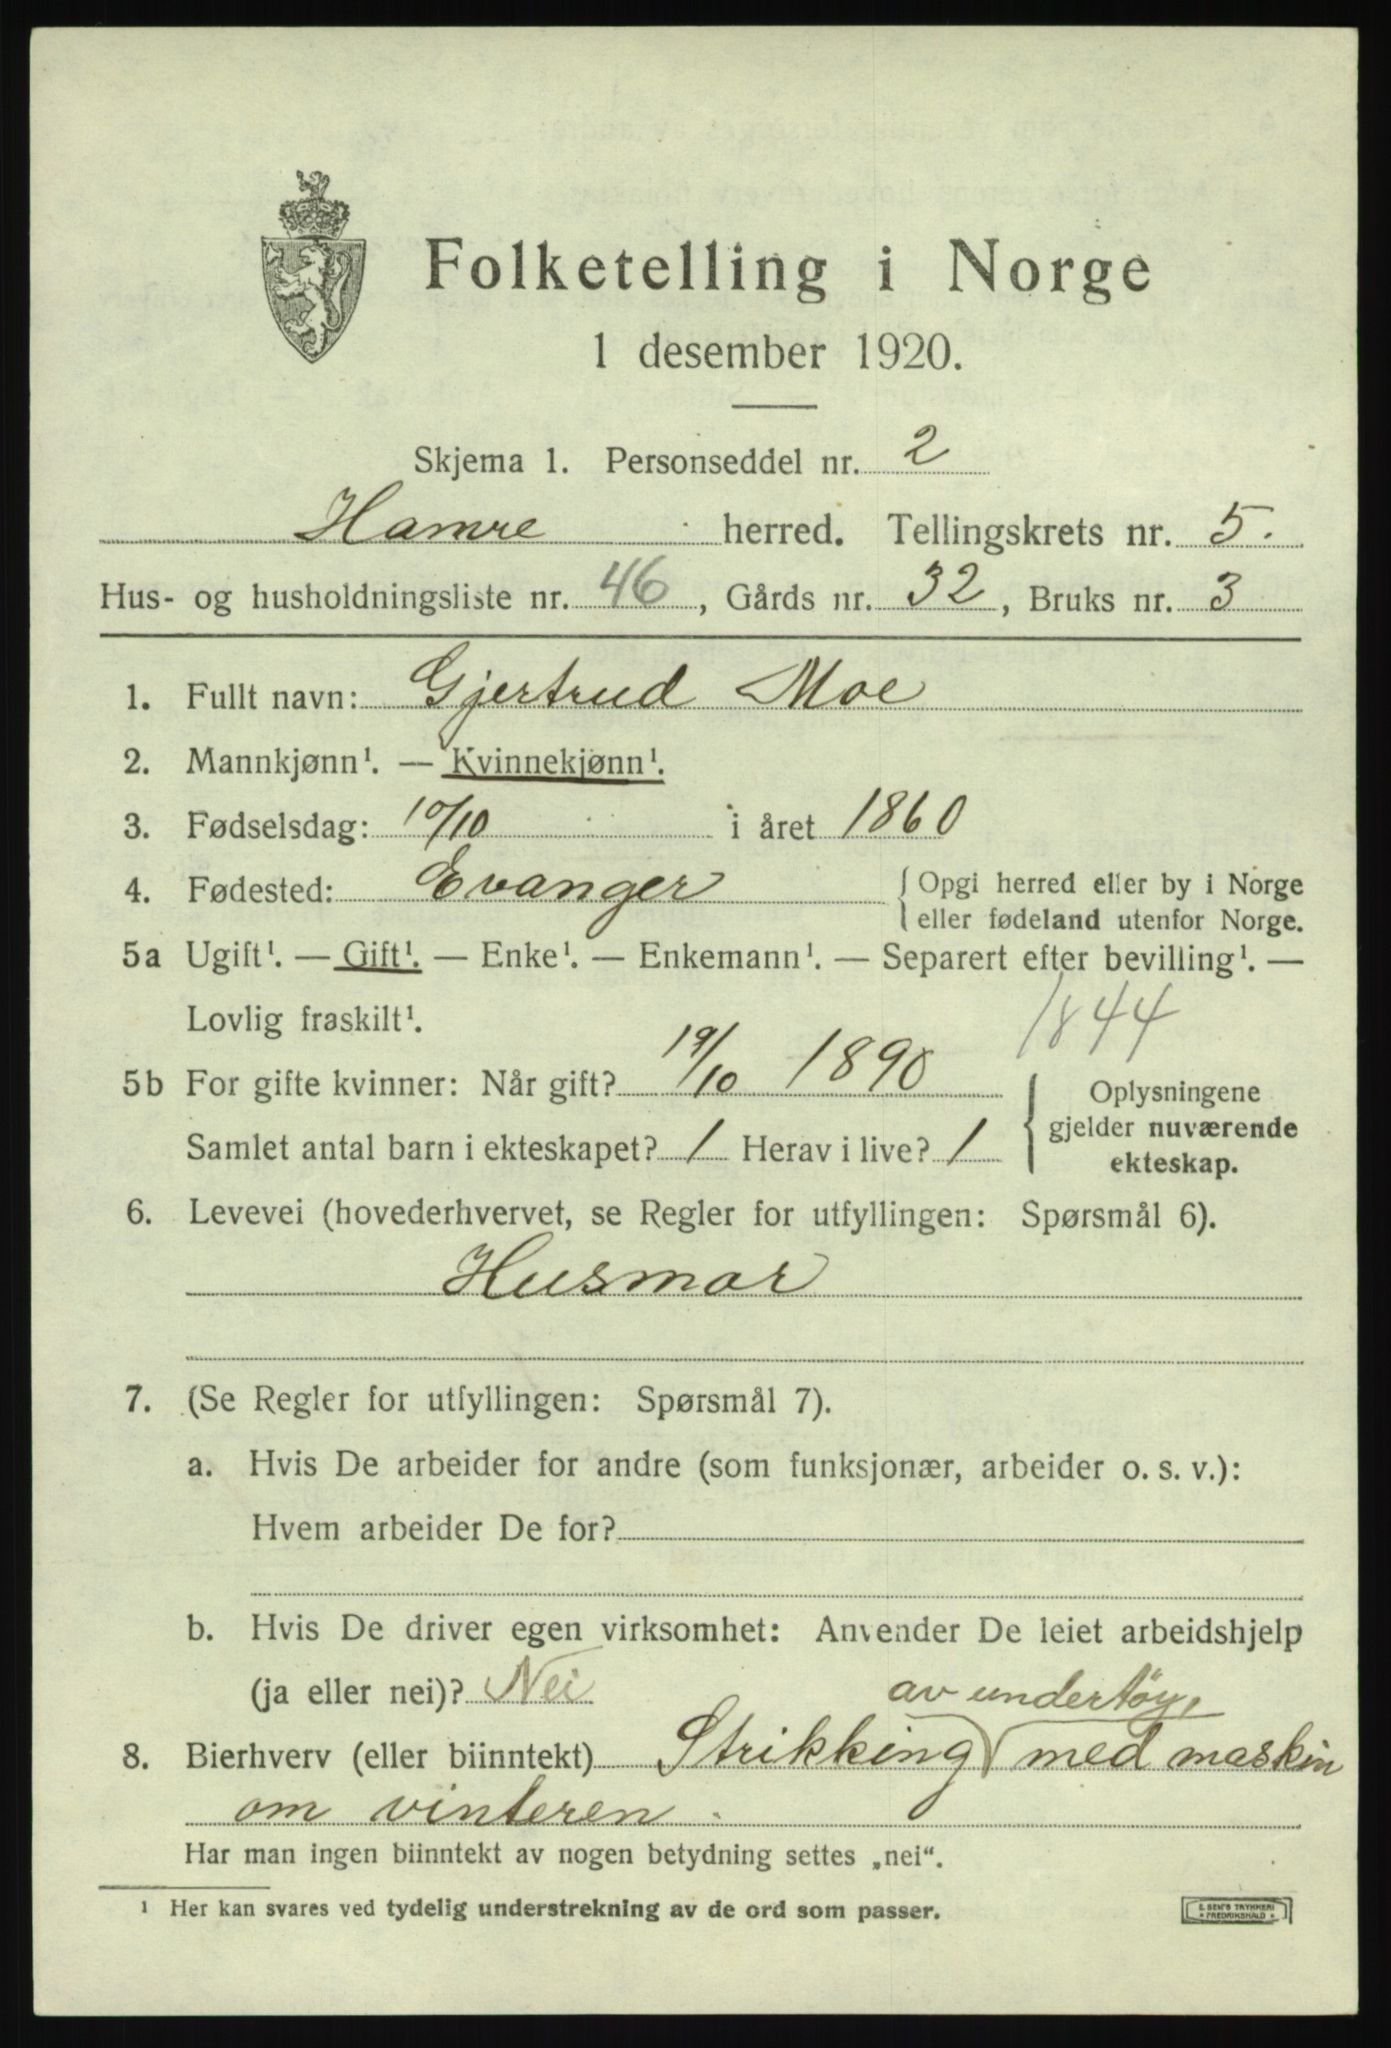 Folketelling i Norge
1 desember 1920.
Skjema 1. Personseddel nr. 2
Hamre herred. Tellingskrets nr. 5.
Hus- og husholdningsliste nr. 46, Gårds nr. 32, Bruks nr. 3
1. Fullt navn: Gjertrud Moe
2. Mannkjønn¹. — Kvinnekjønn¹.
3. Fødselsdag: 10/10 i året 1860
4. Fødested: Evanger { Opgi herred eller by i Norge
eller fødeland utenfor Norge.
5a Ugift¹. — Gift¹. — Enke¹. — Enkemann¹. — Separert efter bevilling¹. —
Lovlig fraskilt¹.
1844
5b For gifte kvinner: Når gift? 19/10 1890
Samlet antal barn i ekteskapet? 1 Herav i live? 1
{ Oplysningene
gjelder nuværende
ekteskap.
6. Levevei (hovederhvervet, se Regler for utfyllingen: Spørsmål 6).
Husmor
7. (Se Regler for utfyllingen: Spørsmål 7).
a. Hvis De arbeider for andre (som funksjonær, arbeider o. s. v.):
Hvem arbeider De for?
b. Hvis De driver egen virksomhet: Anvender De leiet arbeidshjelp
(ja eller nei)? Nei
av undertøy,
8. Bierhverv (eller biinntekt) Strikking med maskin
om vinteren.
Har man ingen biinntekt av nogen betydning settes „nei“.
¹ Her kan svares ved tydelig understrekning av de ord som passer.
E. SEM'S TRYKKERI
FREDRIKSHALD